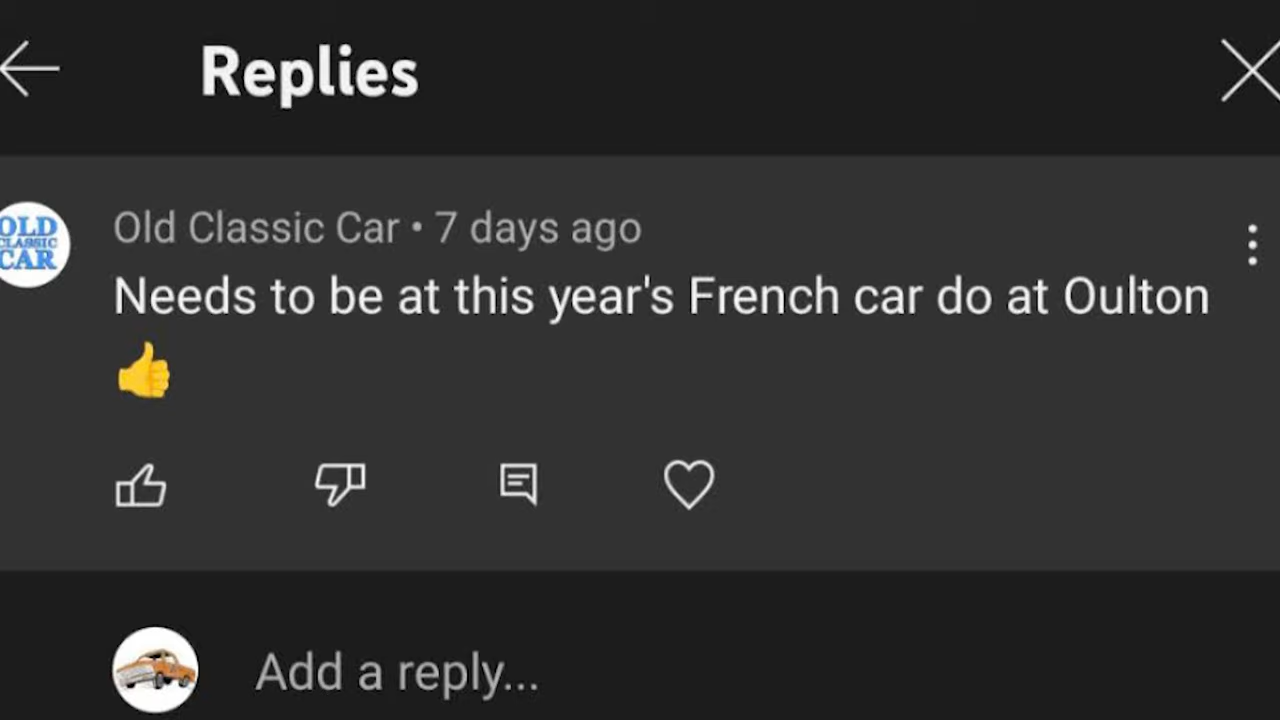 Replies
OLD
CLASSIC
CAR
Old Classic Car • 7 days ago
Needs to be at this year's French car do at Oulton
👍
Add a reply...